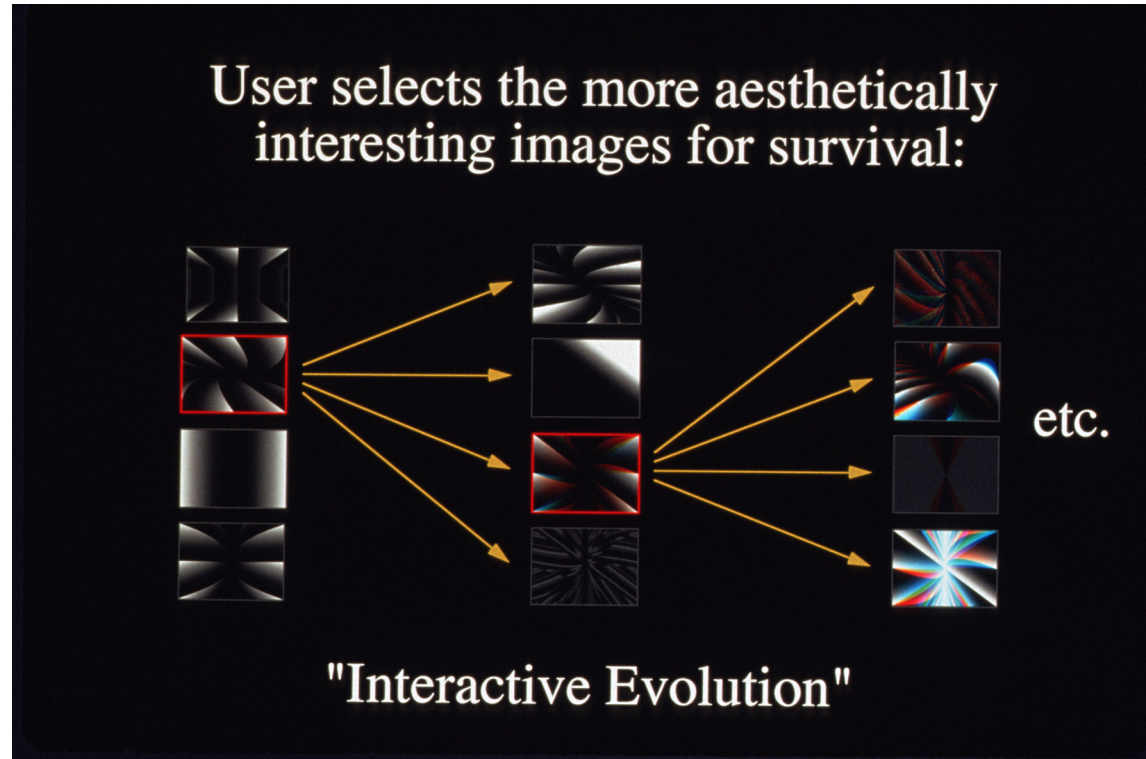 User selects the more aesthetically
interesting images for survival:
etc.
"Interactive Evolution"